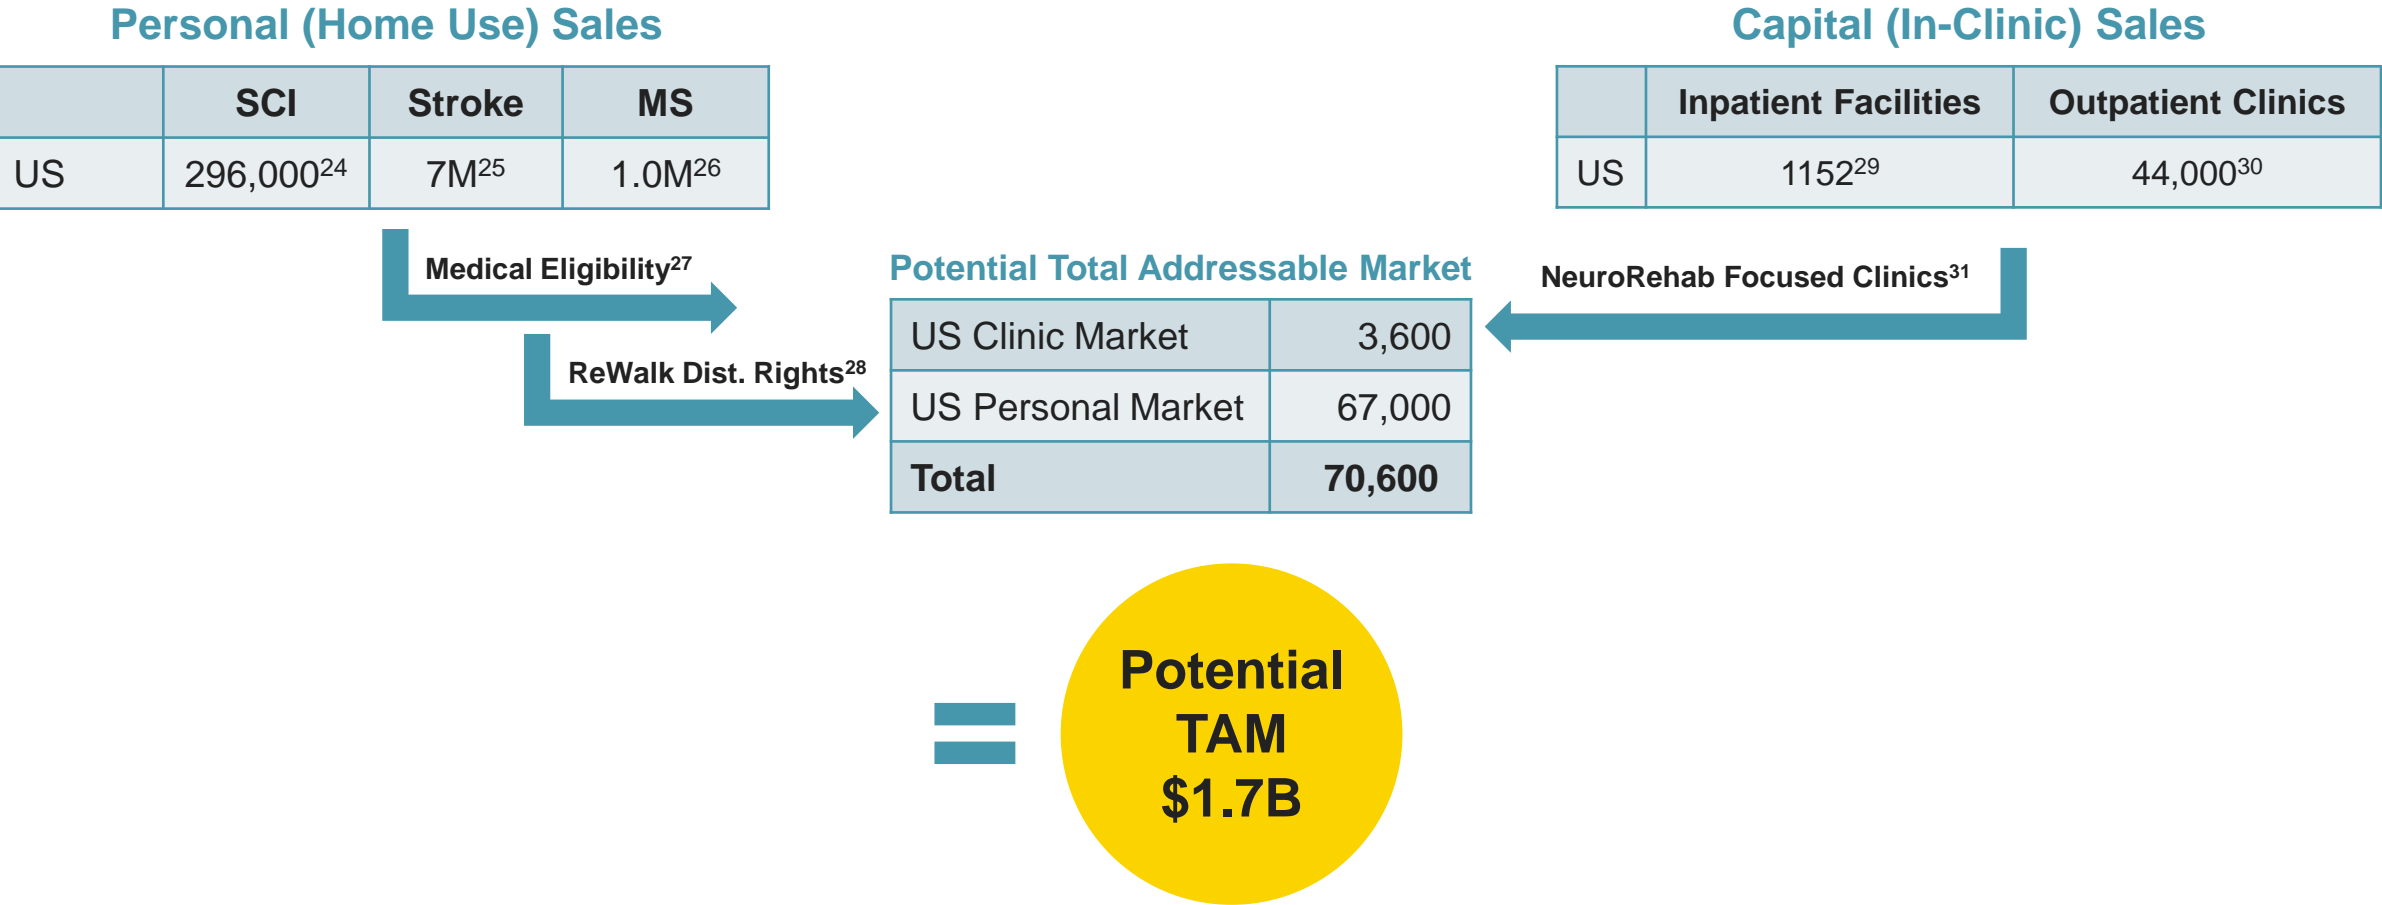 Personal (Home Use) Sales
SCI Stroke MS
US 296,000²⁴ 7M²⁵ 1.0M²⁶
Medical Eligibility²⁷
ReWalk Dist. Rights²⁸
Capital (In-Clinic) Sales
Inpatient Facilities Outpatient Clinics
US 1152²⁹ 44,000³⁰
NeuroRehab Focused Clinics³¹
Potential Total Addressable Market
US Clinic Market 3,600
US Personal Market 67,000
Total 70,600
Potential
TAM
$1.7B